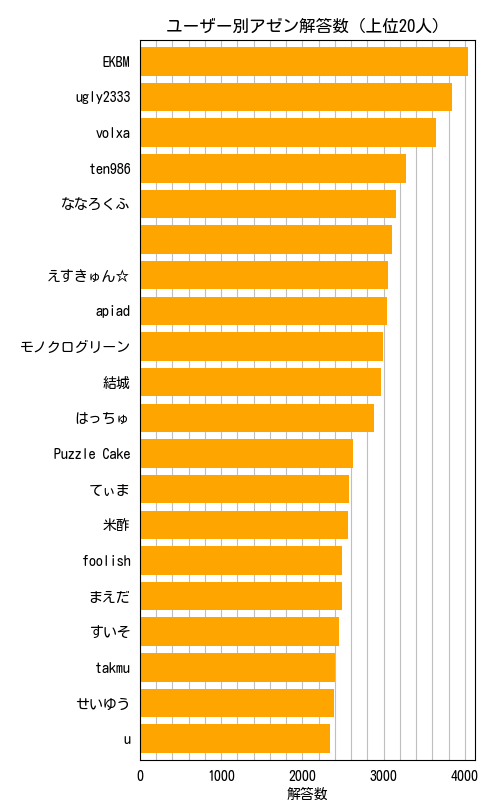 ユーザー別アゼン解答数 (上位20人)
EKBM
ugly2333
volxa
ten986
ななろくふ
えすきゅん☆
apiad
モノクログリーン
結城
はっちゅ
Puzzle Cake
てぃま
米酢
foolish
まえだ
すいそ
takmu
せいゆう
u
0 1000 2000 3000 4000
解答数